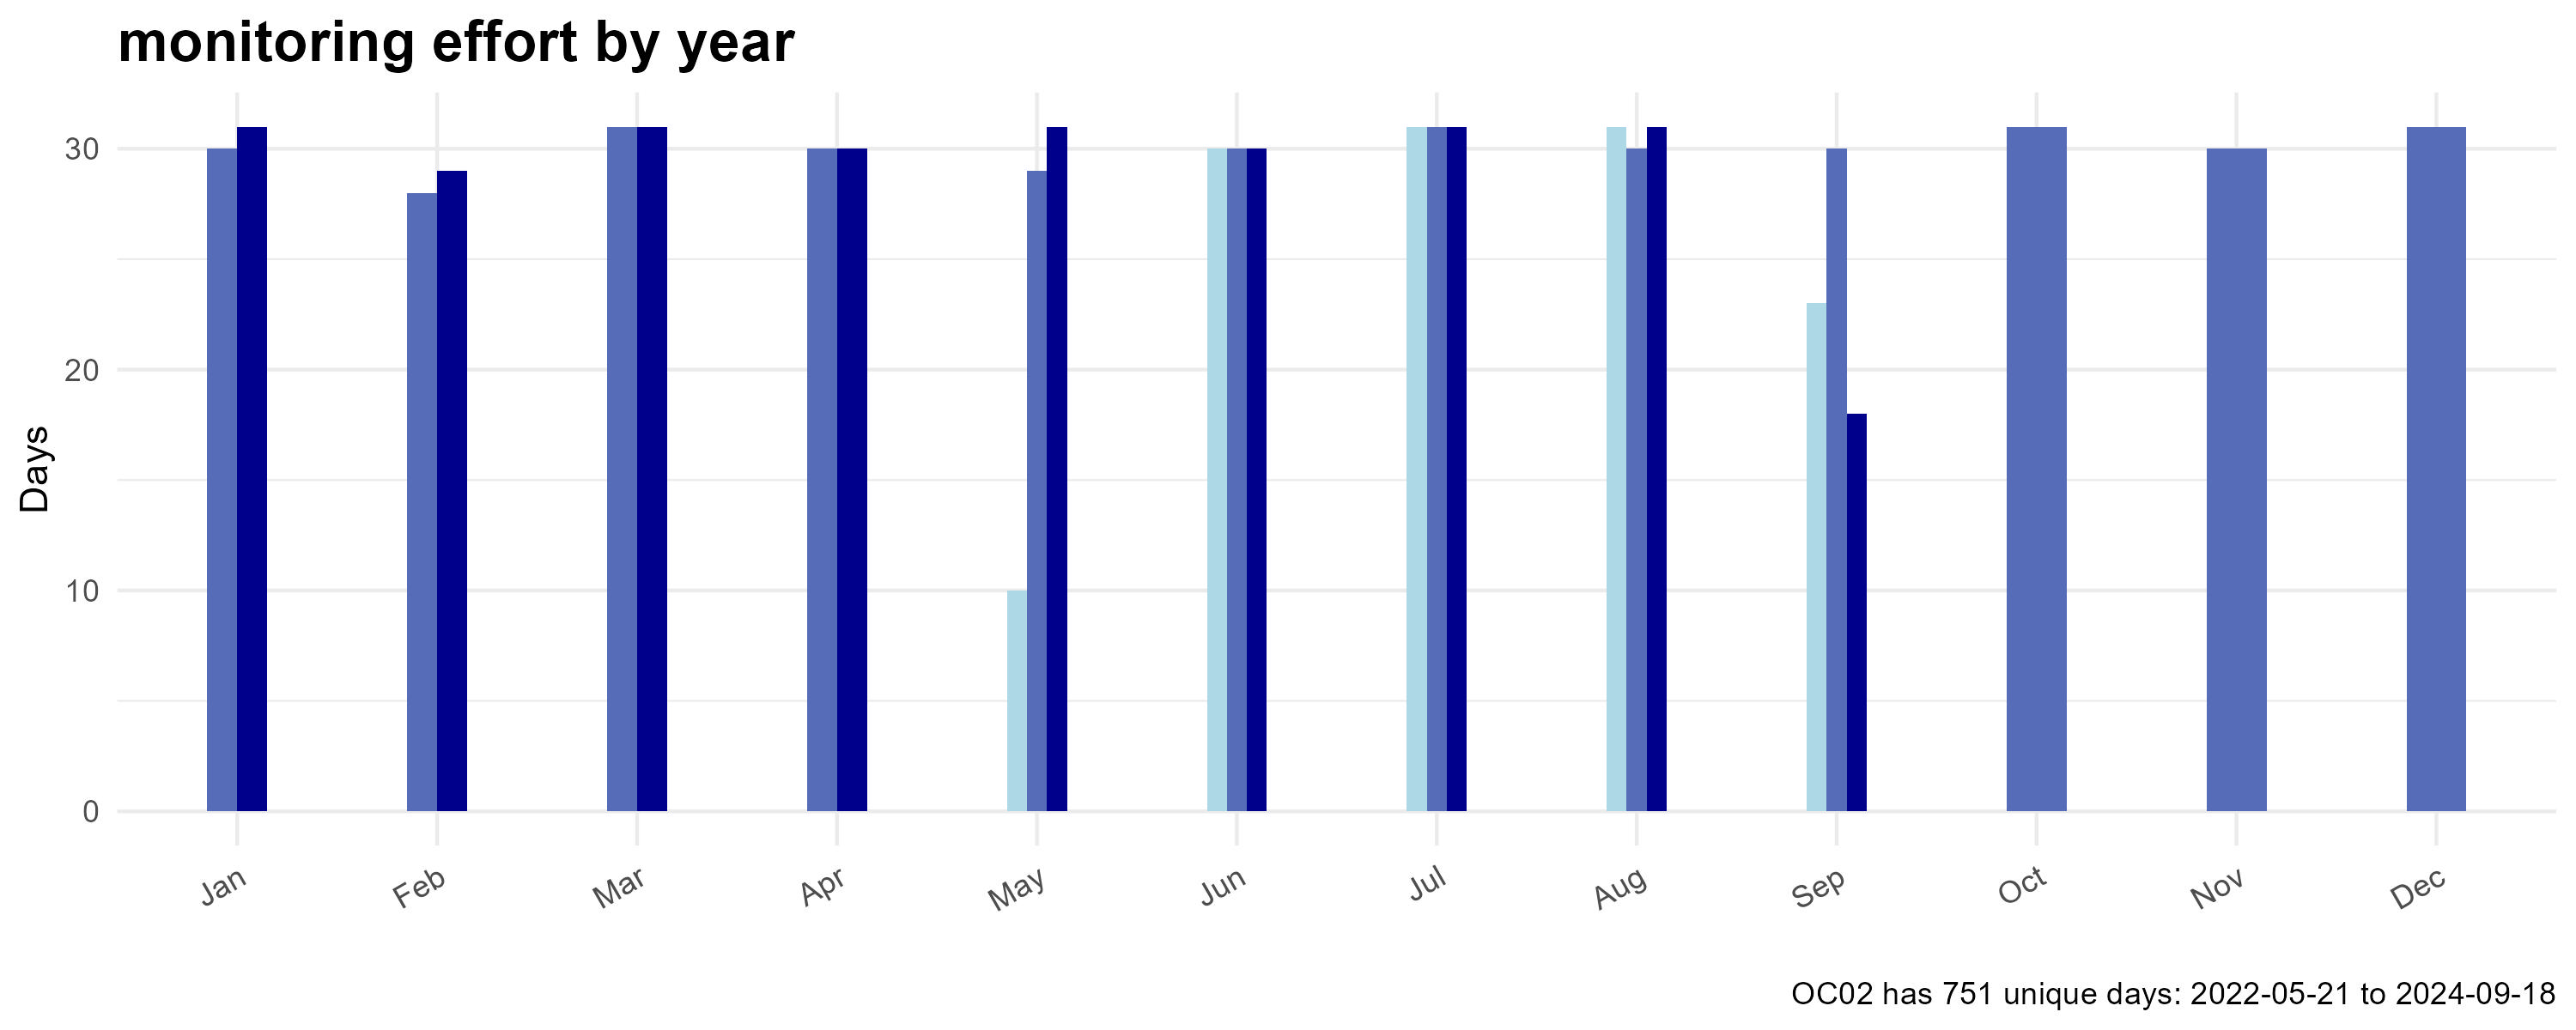 monitoring effort by year
Days
30
20
10
0
Jan Feb Mar Apr May Jun Jul Aug Sep Oct Nov Dec
OC02 has 751 unique days: 2022-05-21 to 2024-09-18